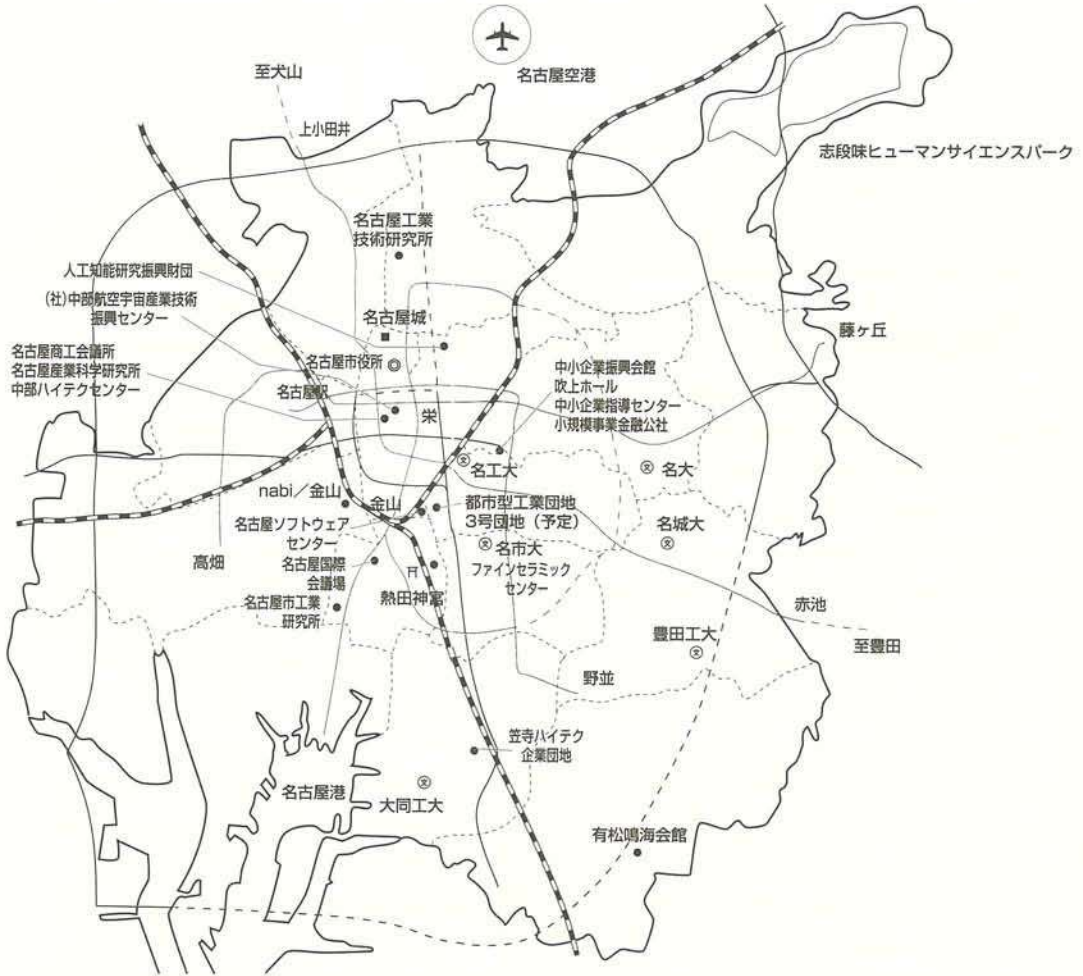 名古屋空港
至犬山
上小田井
志段味ヒューマンサイエンスパーク
名古屋工業
技術研究所
人工知能研究振興財団
(社)中部航空宇宙産業技術
振興センター
名古屋城
藤ヶ丘
名古屋商工会議所
名古屋産業科学研究所
中部ハイテクセンター
名古屋市役所
名古屋駅
栄
中小企業振興会館
吹上ホール
中小企業指導センター
小規模事業金融公社
名工大
名大
nabi／金山
金山
都市型工業団地
3号団地（予定）
名古屋ソフトウェア
センター
名城大
高畑
名古屋国際
会議場
名市大
ファインセラミック
センター
熱田神宮
名古屋市工業
研究所
赤池
至豊田
豊田工大
野並
笠寺ハイテク
企業団地
名古屋港
大同工大
有松鳴海会館